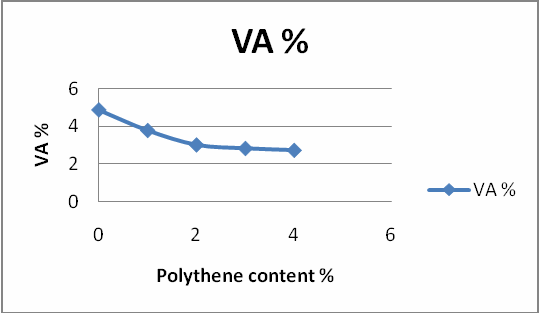 VA %
6
4
2
0
VA %
0 2 4 6
Polythene content %
VA %